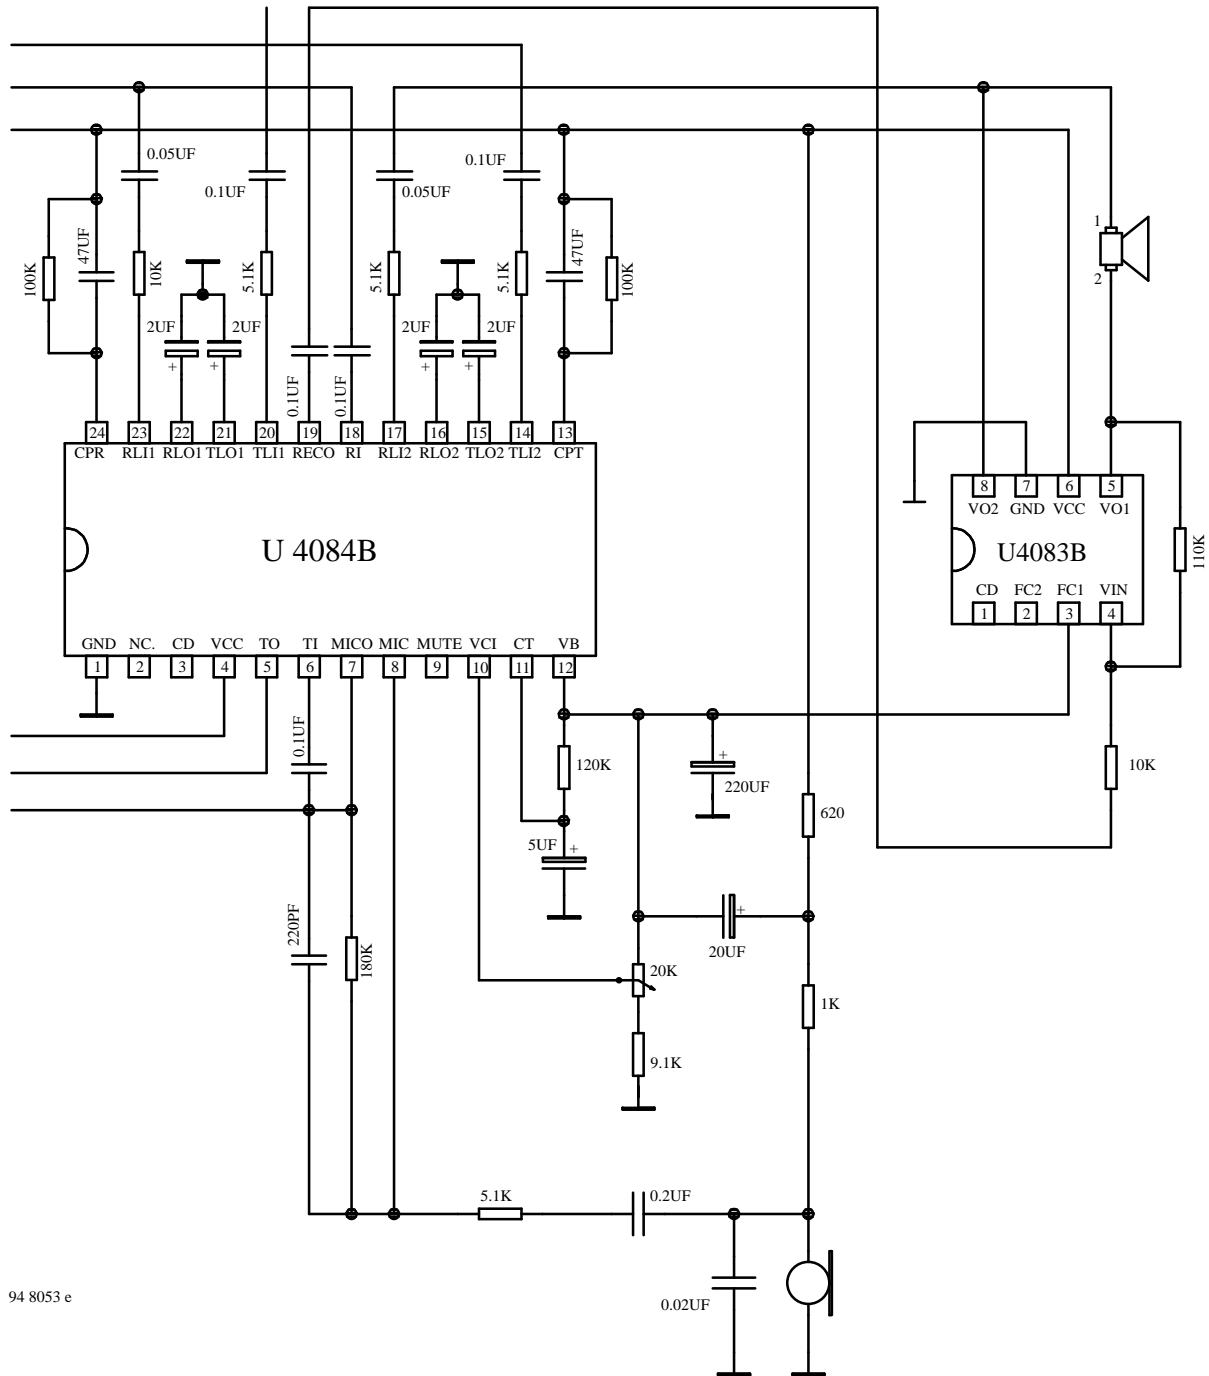 0.05UF
0.1UF
0.1UF
0.05UF
1
47UF
47UF
100K
10K
5.1K
5.1K
5.1K
100K
2
2UF
2UF
2UF
2UF
+
+
+
+
0.1UF
0.1UF
24 23 22 21 20 19 18 17 16 15 14 13
CPR RLI1 RLO1 TLO1 TLI1 RECO RI RLI2 RLO2 TLO2 TLI2 CPT
8 7 6 5
VO2 GND VCC VO1
U 4084B
U4083B
110K
CD FC2 FC1 VIN
1 2 3 4
GND NC. CD VCC TO TI MICO MIC MUTE VCI CT VB
1 2 3 4 5 6 7 8 9 10 11 12
0.1UF
120K
+
220UF
10K
620
5UF
+
220PF
180K
+
20UF
20K
1K
9.1K
5.1K
0.2UF
0.02UF
94 8053 e